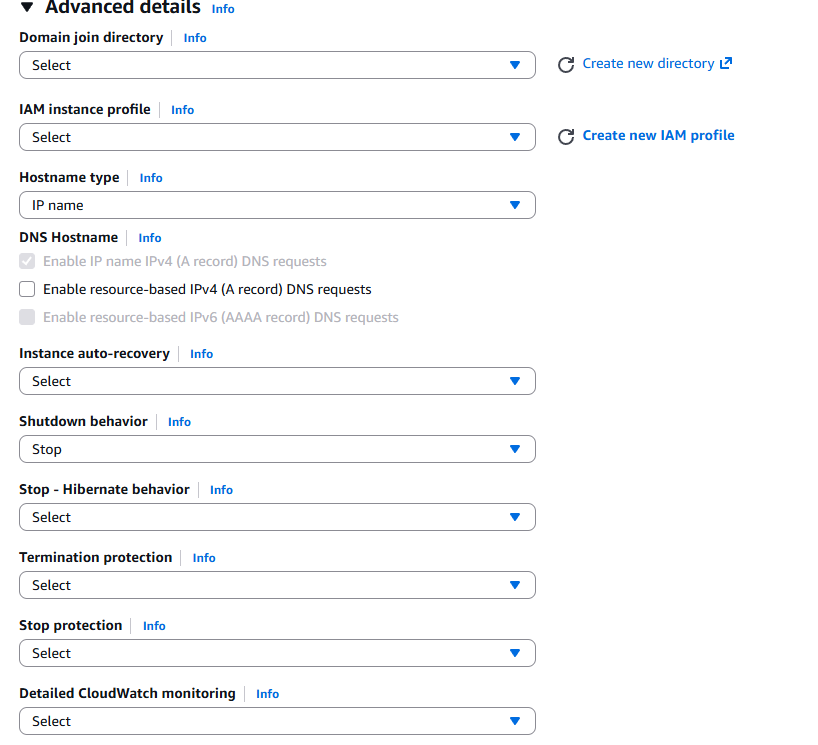 Advanced details Info
Domain join directory Info
Select Create new directory
IAM instance profile Info
Select Create new IAM profile
Hostname type Info
IP name
DNS Hostname Info
Enable IP name IPv4 (A record) DNS requests
Enable resource-based IPv4 (A record) DNS requests
Enable resource-based IPv6 (AAAA record) DNS requests
Instance auto-recovery Info
Select
Shutdown behavior Info
Stop
Stop - Hibernate behavior Info
Select
Termination protection Info
Select
Stop protection Info
Select
Detailed CloudWatch monitoring Info
Select